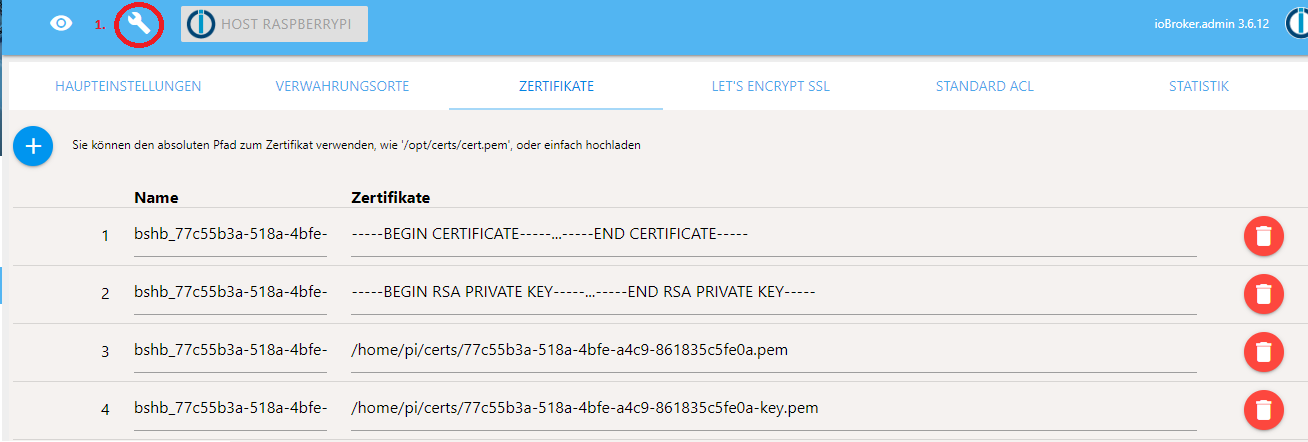 1. HOST RASPBERRYPI ioBroker.admin 3.6.12
HAUPTEINSTELLUNGEN VERWAHRUNGSORTE ZERTIFIKATE LET'S ENCRYPT SSL STANDARD ACL STATISTIK
Sie können den absoluten Pfad zum Zertifikat verwenden, wie '/opt/certs/cert.pem', oder einfach hochladen
Name Zertifikate
1 bshb_77c55b3a-518a-4bfe- -----BEGIN CERTIFICATE-----...-----END CERTIFICATE-----
2 bshb_77c55b3a-518a-4bfe- -----BEGIN RSA PRIVATE KEY-----...-----END RSA PRIVATE KEY-----
3 bshb_77c55b3a-518a-4bfe- /home/pi/certs/77c55b3a-518a-4bfe-a4c9-861835c5fe0a.pem
4 bshb_77c55b3a-518a-4bfe- /home/pi/certs/77c55b3a-518a-4bfe-a4c9-861835c5fe0a-key.pem